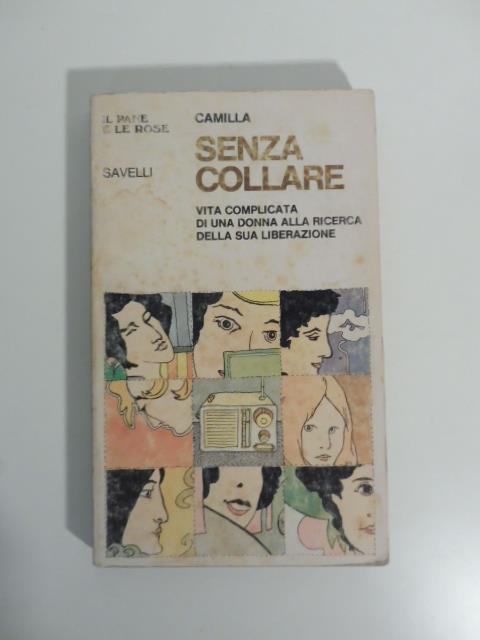 IL PANE
E LE ROSE
SAVELLI
CAMILLA
SENZA
COLLARE
VITA COMPLICATA
DI UNA DONNA ALLA RICERCA
DELLA SUA LIBERAZIONE